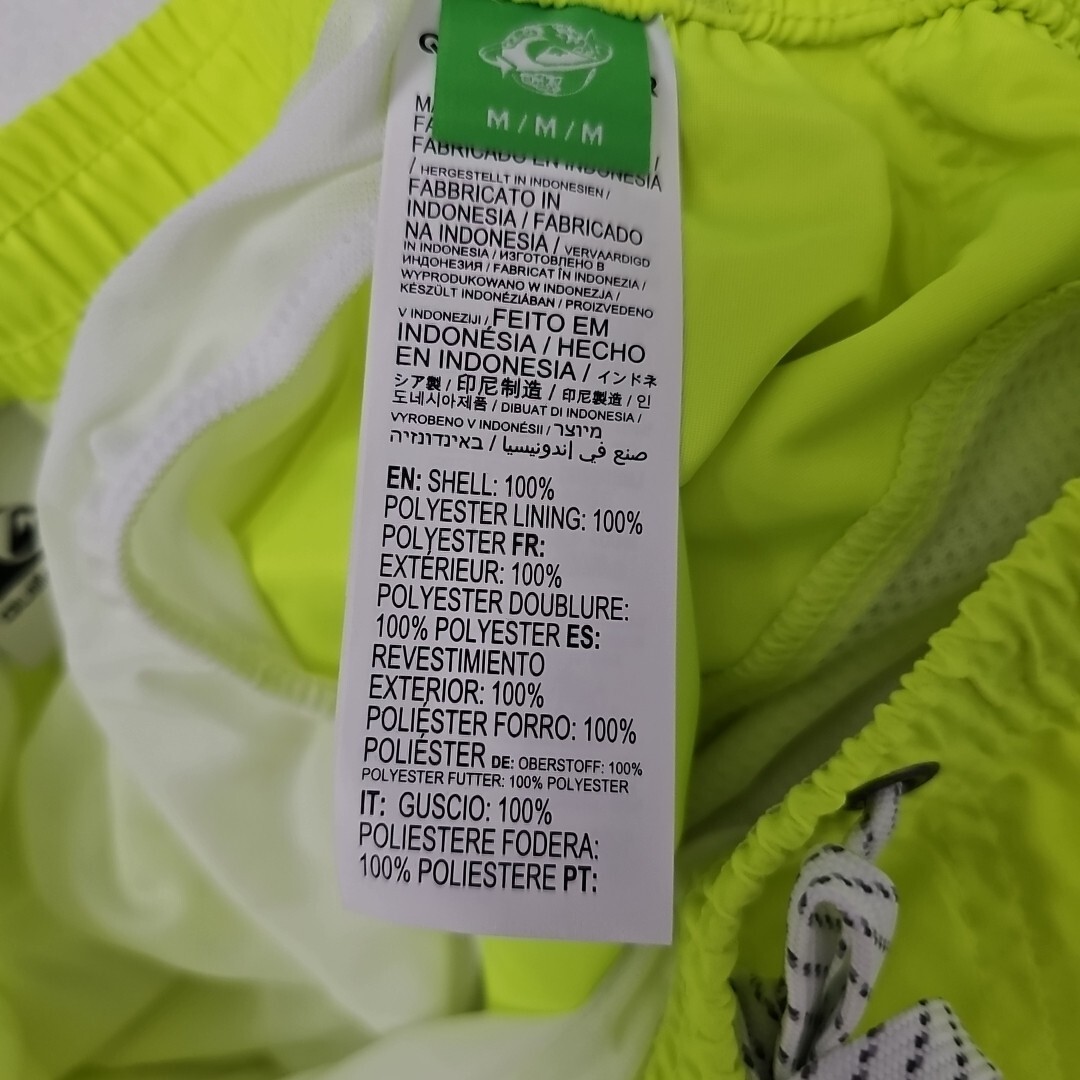 M / M / M
FABRICADO EN INDONESIA /
/ HERGESTELLT IN INDONESIEN /
FABBRICATO IN
INDONESIA / FABRICADO
NA INDONESIA / VERVAARDIGD
IN INDONESIA / ИЗГОТОВЛЕНО В
ИНДОНЕЗИЯ / FABRICAT ÎN INDONEZIA /
WYPRODUKOWANO W INDONEZJA /
KÉSZÜLT INDONÉZIÁBAN / PROIZVEDENO
V INDONEZIJI / FEITO EM
INDONÉSIA / HECHO
EN INDONESIA / インドネ
シア製 / 印尼制造 / 印尼製造 / 인
도네시아제품 / DIBUAT DI INDONESIA /
VYROBENO V INDONÉSII / מיוצר
באינדונזיה / صنع في إندونيسيا
EN: SHELL: 100%
POLYESTER LINING: 100%
POLYESTER FR:
EXTÉRIEUR: 100%
POLYESTER DOUBLURE:
100% POLYESTER ES:
REVESTIMIENTO
EXTERIOR: 100%
POLIÉSTER FORRO: 100%
POLIÉSTER DE: OBERSTOFF: 100%
POLYESTER FUTTER: 100% POLYESTER
IT: GUSCIO: 100%
POLIESTERE FODERA:
100% POLIESTERE PT: